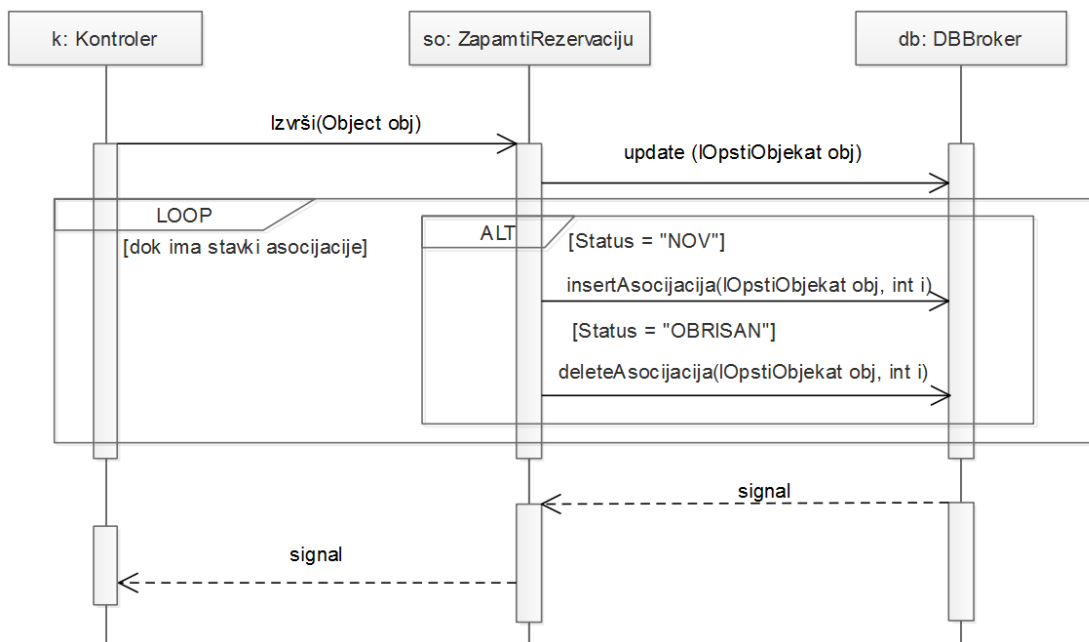 k: Kontroler
so: ZapamtiRezervaciju
db: DBBroker
Izvrši(Object obj)
update (IOpstiObjekat obj)
LOOP
[dok ima stavki asocijacije]
ALT
[Status = "NOV"]
insertAsocijacija(IOpstiObjekat obj, int i)
[Status = "OBRISAN"]
deleteAsocijacija(IOpstiObjekat obj, int i)
signal
signal